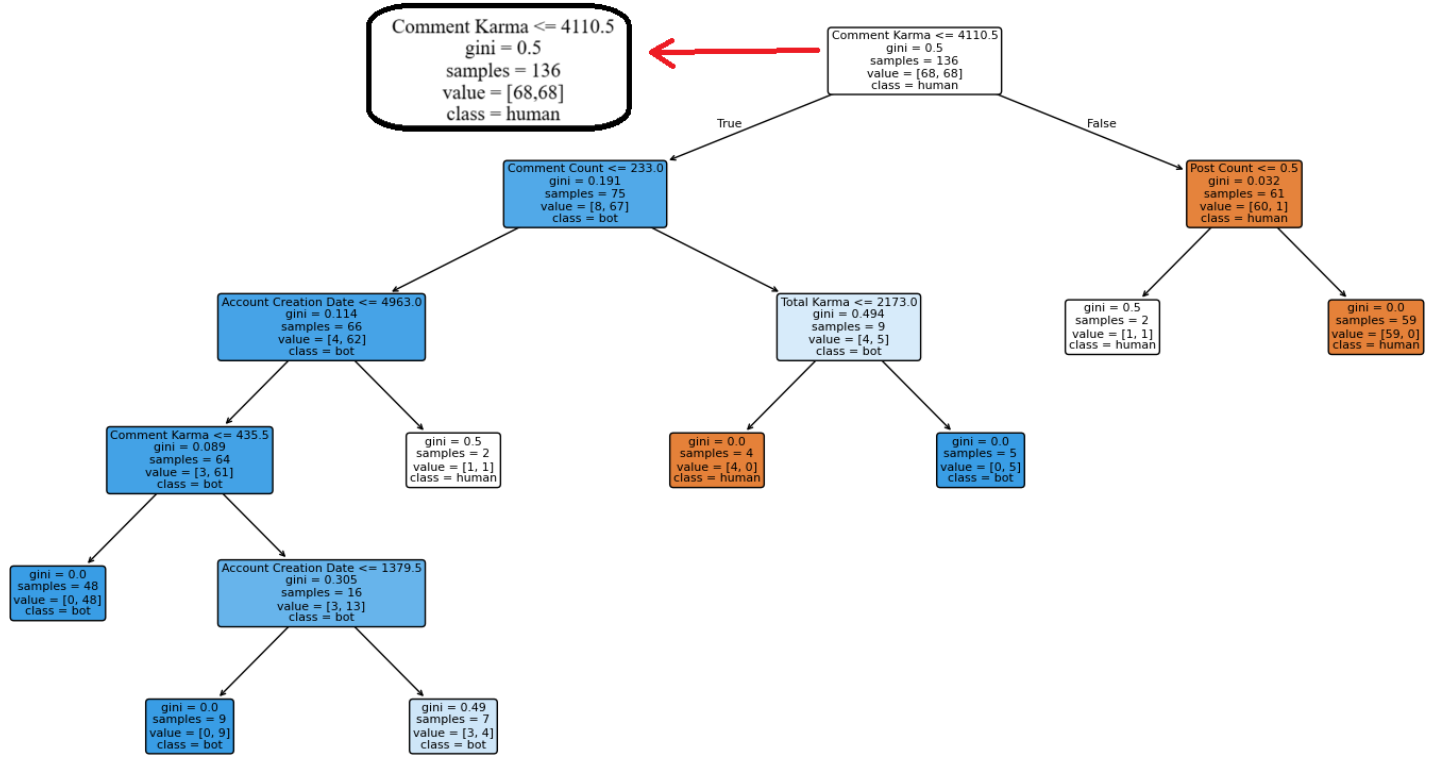 Comment Karma <= 4110.5
gini = 0.5
samples = 136
value = [68,68]
class = human
Comment Karma <= 4110.5
gini = 0.5
samples = 136
value = [68, 68]
class = human
True
False
Comment Count <= 233.0
gini = 0.191
samples = 75
value = [8, 67]
class = bot
Post Count <= 0.5
gini = 0.032
samples = 61
value = [60, 1]
class = human
Account Creation Date <= 4963.0
gini = 0.114
samples = 66
value = [4, 62]
class = bot
Total Karma <= 2173.0
gini = 0.494
samples = 9
value = [4, 5]
class = bot
gini = 0.5
samples = 2
value = [1, 1]
class = human
gini = 0.0
samples = 59
value = [59, 0]
class = human
Comment Karma <= 435.5
gini = 0.089
samples = 64
value = [3, 61]
class = bot
gini = 0.5
samples = 2
value = [1, 1]
class = human
gini = 0.0
samples = 4
value = [4, 0]
class = human
gini = 0.0
samples = 5
value = [0, 5]
class = bot
gini = 0.0
samples = 48
value = [0, 48]
class = bot
Account Creation Date <= 1379.5
gini = 0.305
samples = 16
value = [3, 13]
class = bot
gini = 0.0
samples = 9
value = [0, 9]
class = bot
gini = 0.49
samples = 7
value = [3, 4]
class = bot